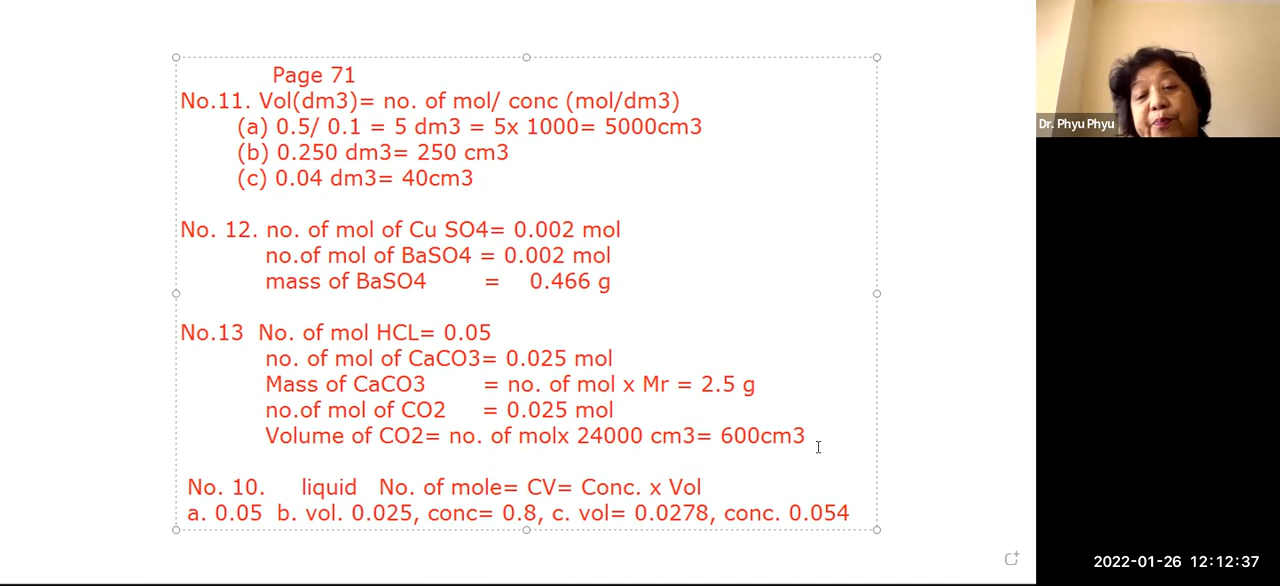 Page 71
No.11. Vol(dm3)= no. of mol/ conc (mol/dm3)
(a) 0.5/ 0.1 = 5 dm3 = 5x 1000= 5000cm3
(b) 0.250 dm3= 250 cm3
(c) 0.04 dm3= 40cm3
No. 12. no. of mol of Cu SO4= 0.002 mol
no.of mol of BaSO4 = 0.002 mol
mass of BaSO4 = 0.466 g
No.13 No. of mol HCL= 0.05
no. of mol of CaCO3= 0.025 mol
Mass of CaCO3 = no. of mol x Mr = 2.5 g
no.of mol of CO2 = 0.025 mol
Volume of CO2= no. of molx 24000 cm3= 600cm3
No. 10. liquid No. of mole= CV= Conc. x Vol
a. 0.05 b. vol. 0.025, conc= 0.8, c. vol= 0.0278, conc. 0.054
Dr. Phyu Phyu
2022-01-26 12:12:37